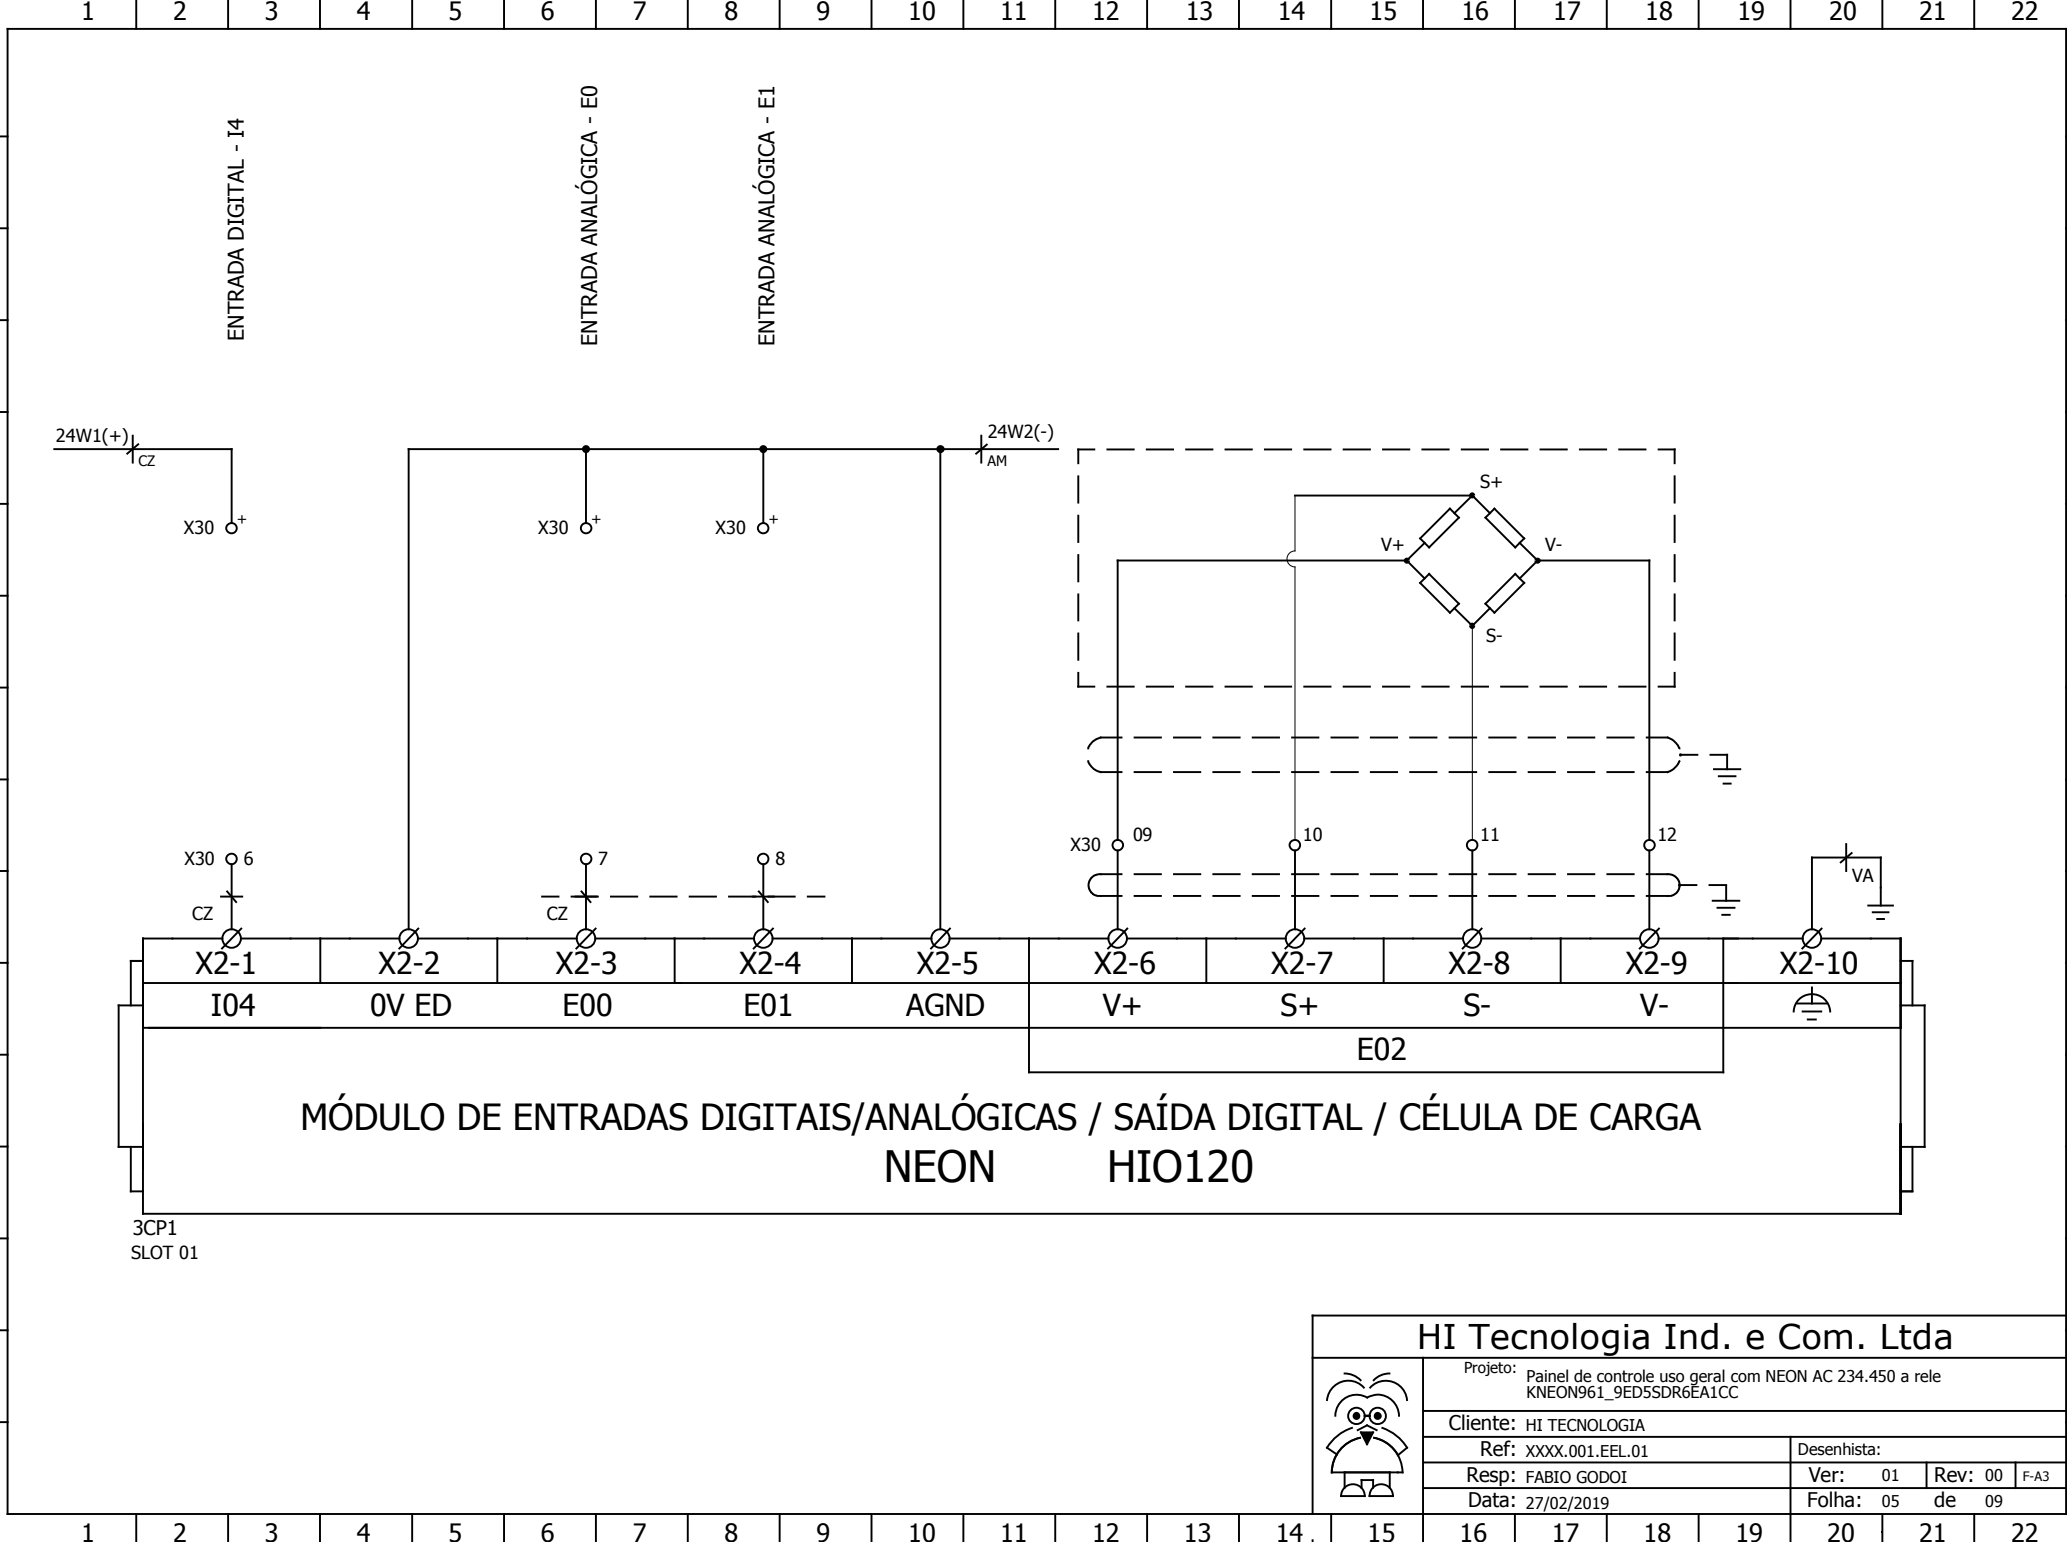 1 2 3 4 5 6 7 8 9 10 11 12 13 14 15 16 17 18 19 20 21 22
ENTRADA DIGITAL - I4
ENTRADA ANALÓGICA - E0
ENTRADA ANALÓGICA - E1
24W1(+)
CZ
24W2(-)
AM
X30 +
X30 +
X30 +
S+
V+
V-
S-
X30 09
10
11
12
X30 6
7
8
CZ
CZ
VA
X2-1 X2-2 X2-3 X2-4 X2-5 X2-6 X2-7 X2-8 X2-9 X2-10
I04 0V ED E00 E01 AGND V+ S+ S- V-
E02
MÓDULO DE ENTRADAS DIGITAIS/ANALÓGICAS / SAÍDA DIGITAL / CÉLULA DE CARGA
NEON HIO120
3CP1
SLOT 01
HI Tecnologia Ind. e Com. Ltda
Projeto: Painel de controle uso geral com NEON AC 234.450 a rele
KNEON961_9ED5SDR6EA1CC
Cliente: HI TECNOLOGIA
Ref: XXXX.001.EEL.01 Desenhista:
Resp: FABIO GODOI Ver: 01 Rev: 00 F-A3
Data: 27/02/2019 Folha: 05 de 09
1 2 3 4 5 6 7 8 9 10 11 12 13 14 15 16 17 18 19 20 21 22